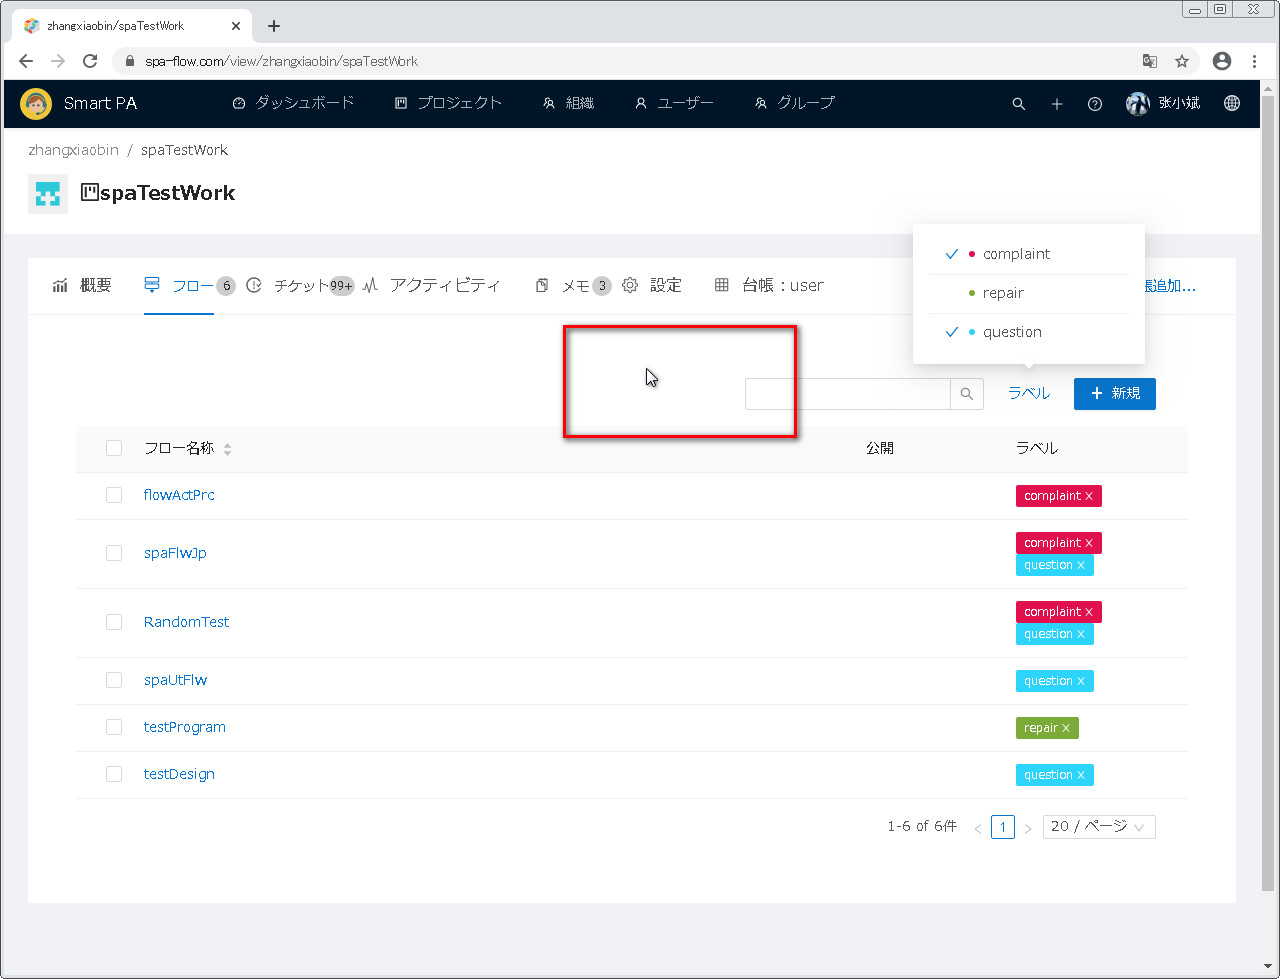 zhangxiaobin/spaTestWork
spa-flow.com/view/zhangxiaobin/spaTestWork
Smart PA ダッシュボード プロジェクト 組織 ユーザー グループ 张小斌
zhangxiaobin / spaTestWork
spaTestWork
complaint
repair
question
概要 フロー 6 チケット 99+ アクティビティ メモ 3 設定 台帳：user 帳追加...
ラベル + 新規
フロー名称 公開 ラベル
flowActPrc complaint ×
spaFlwJp complaint ×
question ×
RandomTest complaint ×
question ×
spaUtFlw question ×
testProgram repair ×
testDesign question ×
1-6 of 6件 < 1 > 20 / ページ